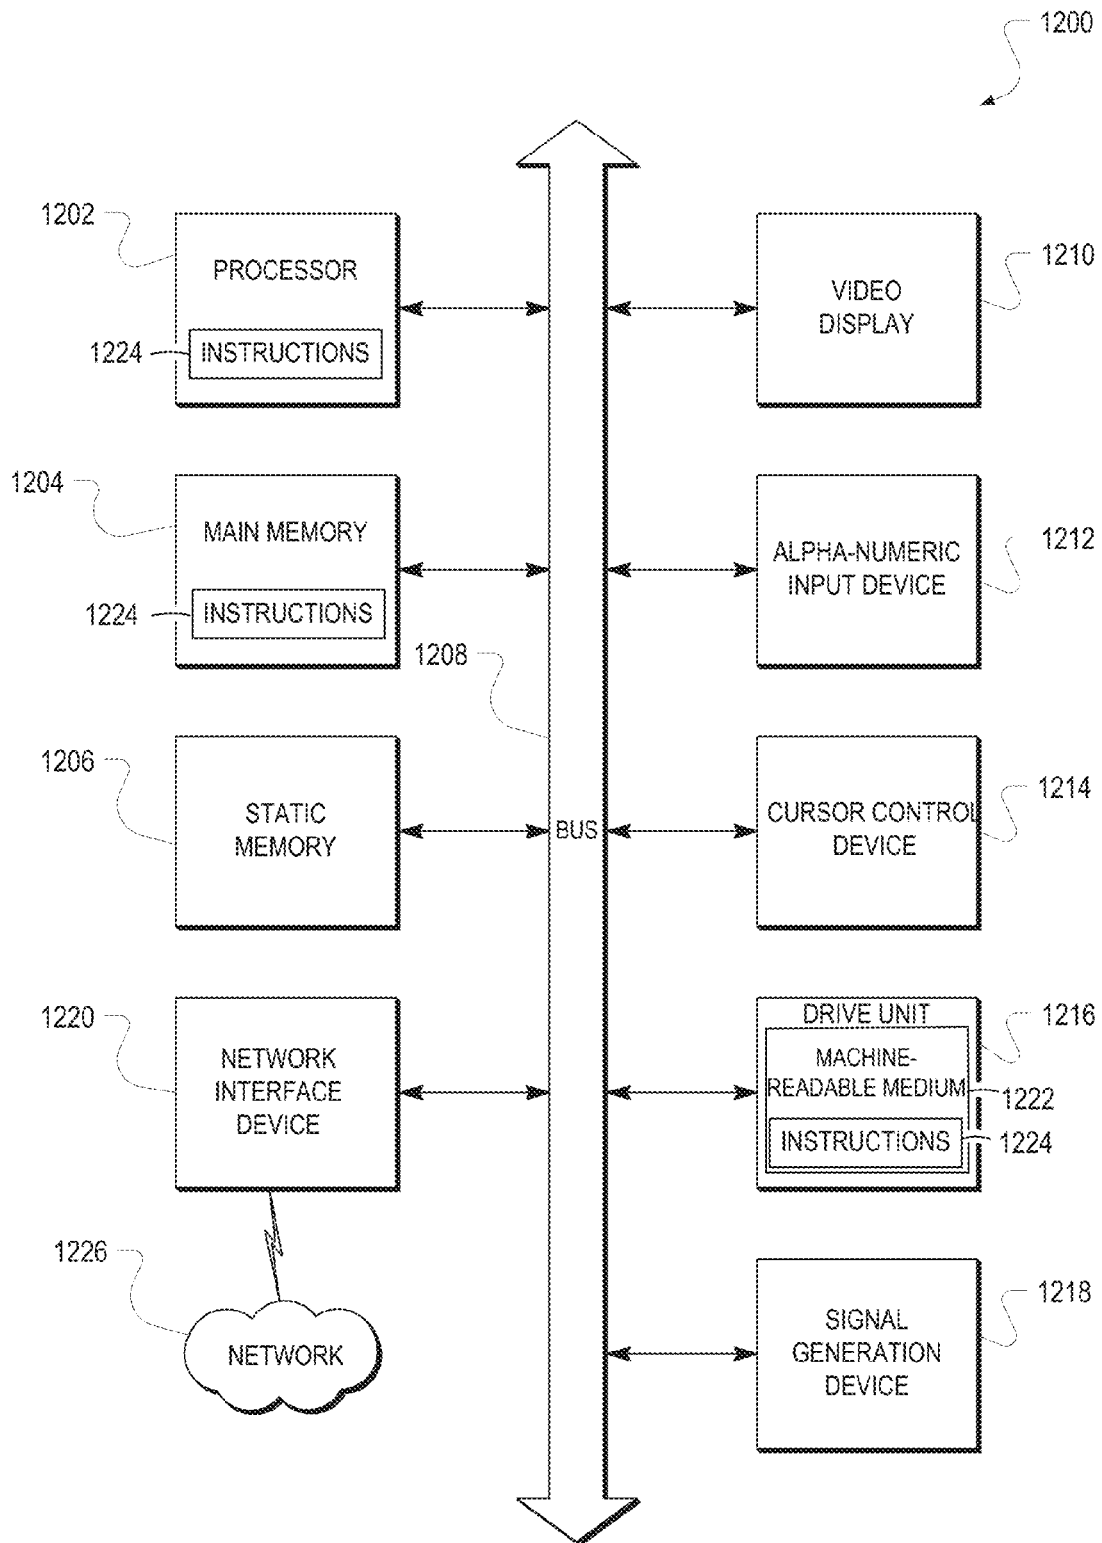 1200
1202
PROCESSOR
1224
INSTRUCTIONS
1210
VIDEO
DISPLAY
1204
MAIN MEMORY
1224
INSTRUCTIONS
1212
ALPHA-NUMERIC
INPUT DEVICE
1208
1206
STATIC
MEMORY
BUS
1214
CURSOR CONTROL
DEVICE
1220
NETWORK
INTERFACE
DEVICE
1216
DRIVE UNIT
MACHINE-
READABLE MEDIUM
1222
INSTRUCTIONS
1224
1226
NETWORK
1218
SIGNAL
GENERATION
DEVICE